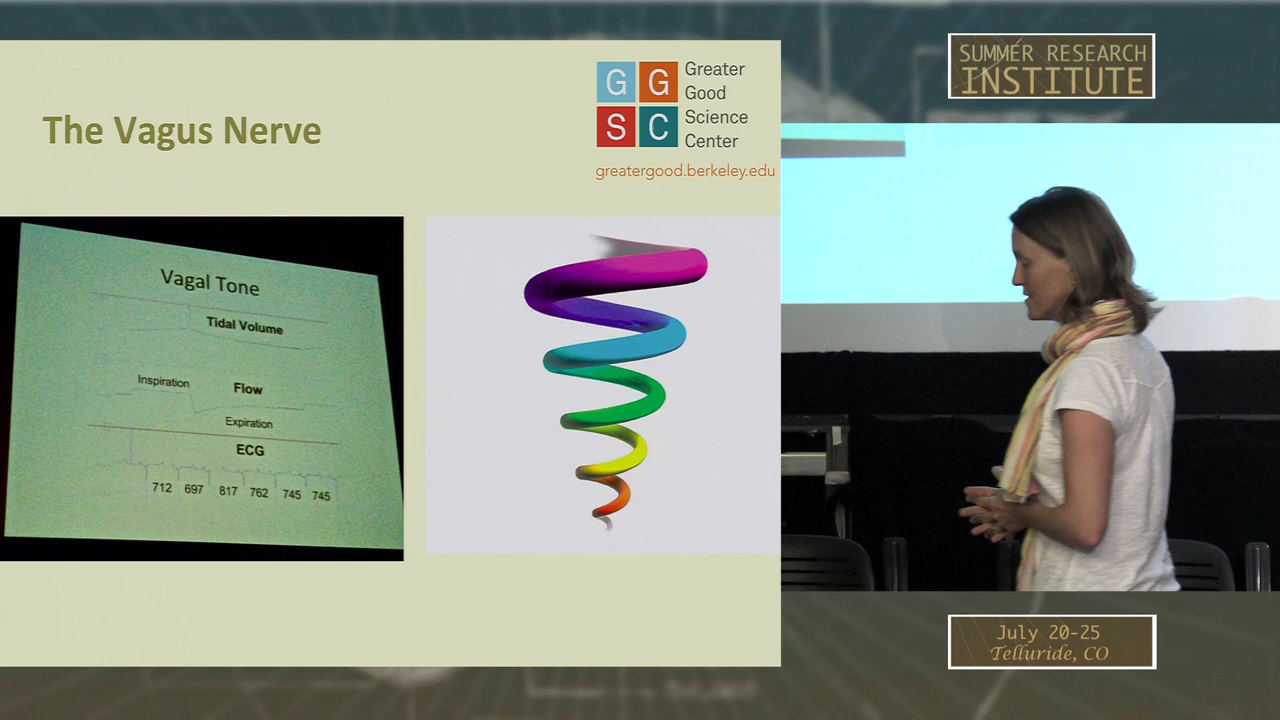 The Vagus Nerve
G G
S C
Greater
Good
Science
Center
greatergood.berkeley.edu
Vagal Tone
Tidal Volume
Inspiration
Flow
Expiration
ECG
712 697 817 762 745 745
SUMMER RESEARCH
INSTITUTE
July 20-25
Telluride, CO